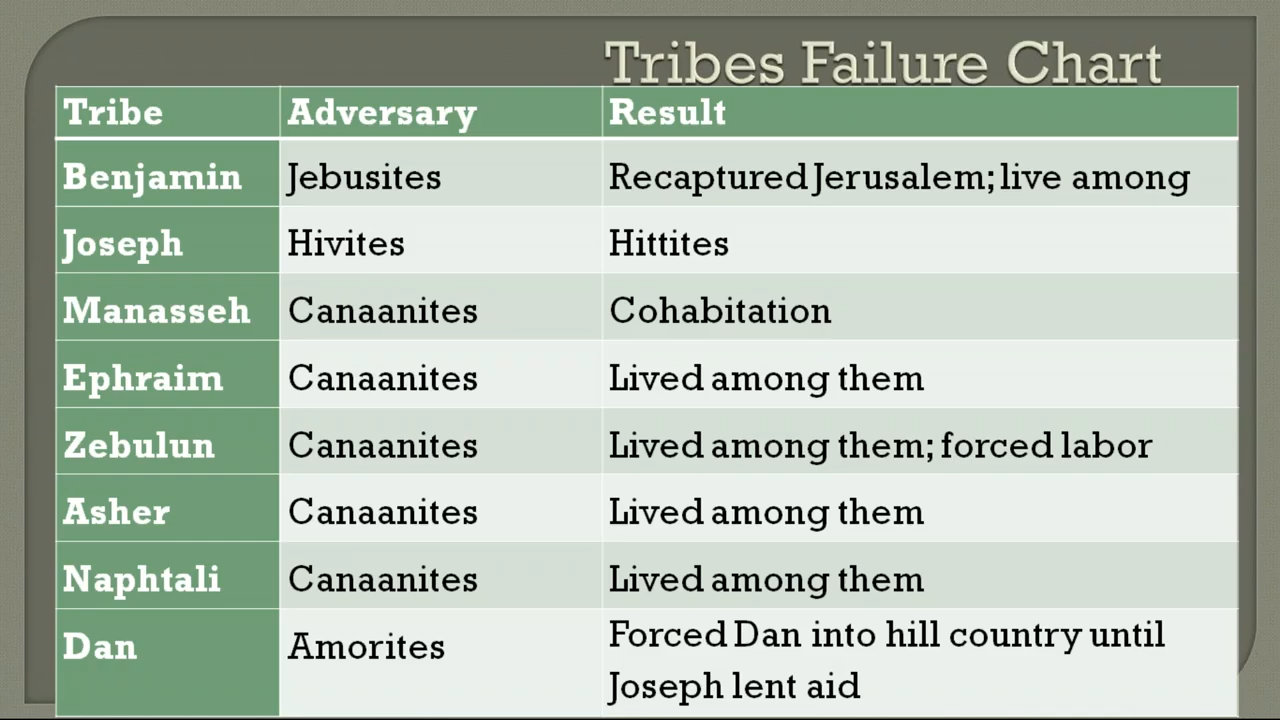 Tribes Failure Chart
Tribe Adversary Result
Benjamin Jebusites Recaptured Jerusalem; live among
Joseph Hivites Hittites
Manasseh Canaanites Cohabitation
Ephraim Canaanites Lived among them
Zebulun Canaanites Lived among them; forced labor
Asher Canaanites Lived among them
Naphtali Canaanites Lived among them
Dan Amorites Forced Dan into hill country until
Joseph lent aid